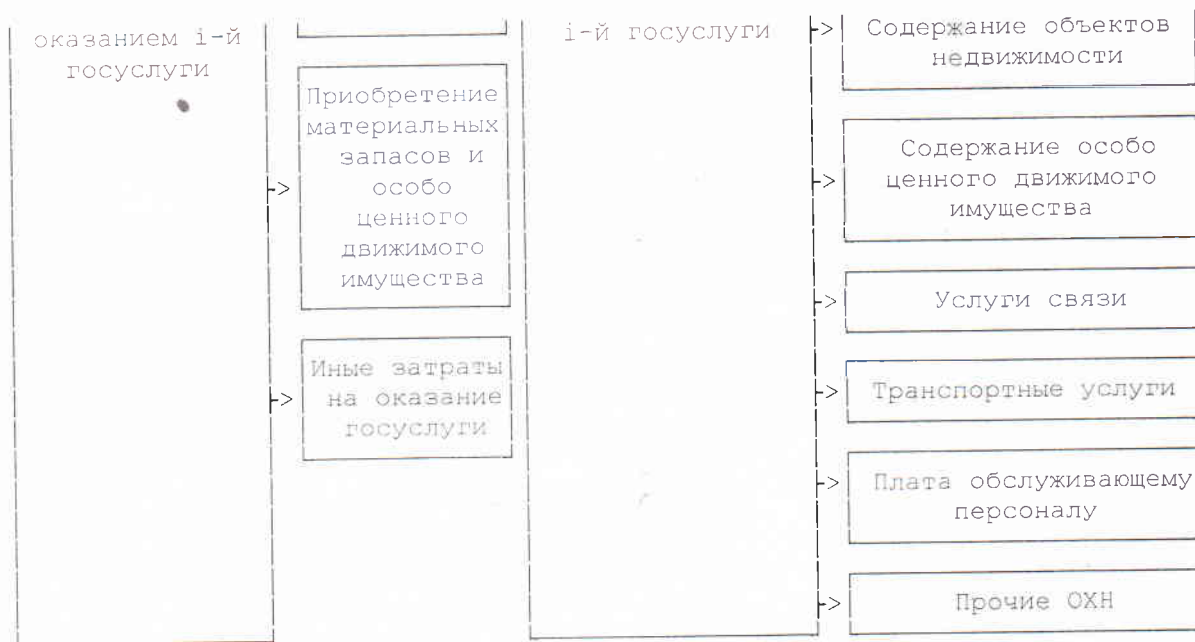 оказанием i-й
госуслуги
Приобретение
материальных
запасов и
особо
ценного
движимого
имущества
Иные затраты
на оказание
госуслуги
i-й госуслуги
Содержание объектов
недвижимости
Содержание особо
ценного движимого
имущества
Услуги связи
Транспортные услуги
Плата обслуживающему
персоналу
Прочие ОХН